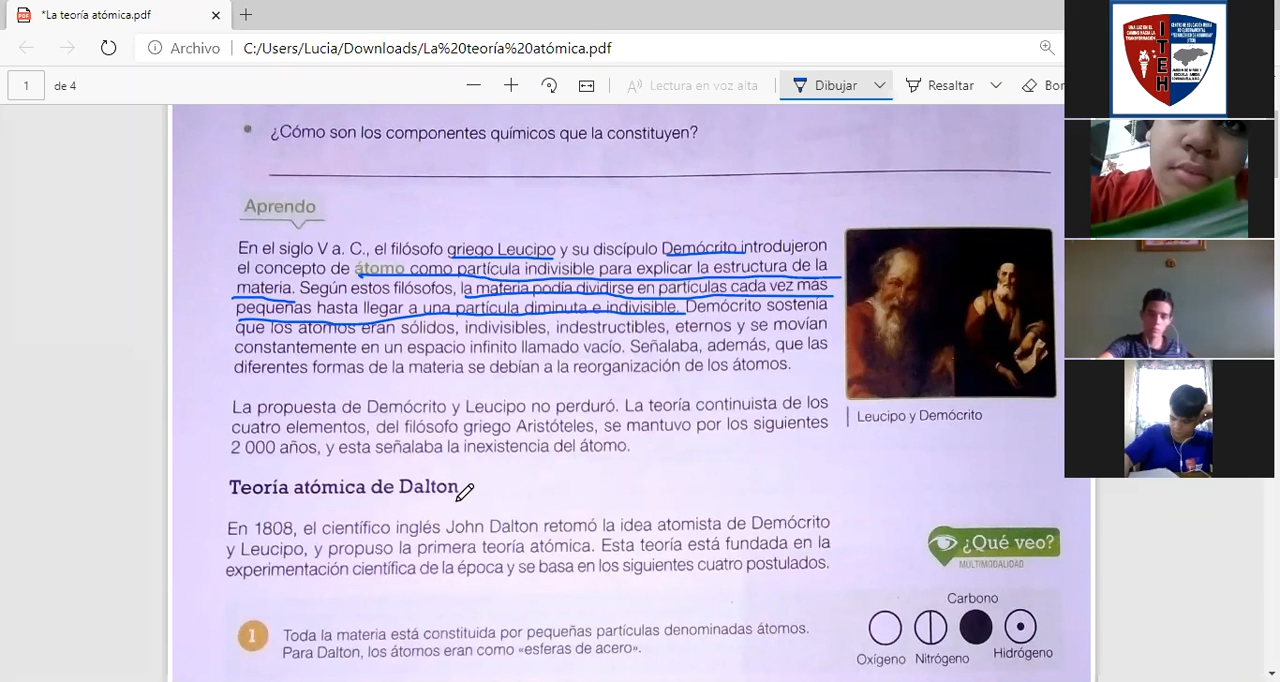 *La teoría atómica.pdf
Archivo
C:/Users/Lucia/Downloads/La%20teoría%20atómica.pdf
1 de 4
Lectura en voz alta
Dibujar
Resaltar
Bor
¿Cómo son los componentes químicos que la constituyen?
Aprendo
En el siglo V a. C., el filósofo griego Leucipo y su discípulo Demócrito introdujeron
el concepto de átomo como partícula indivisible para explicar la estructura de la
materia. Según estos filósofos, la materia podía dividirse en partículas cada vez más
pequeñas hasta llegar a una partícula diminuta e indivisible. Demócrito sostenía
que los átomos eran sólidos, indivisibles, indestructibles, eternos y se movían
constantemente en un espacio infinito llamado vacío. Señalaba, además, que las
diferentes formas de la materia se debían a la reorganización de los átomos.
Leucipo y Demócrito
La propuesta de Demócrito y Leucipo no perduró. La teoría continuista de los
cuatro elementos, del filósofo griego Aristóteles, se mantuvo por los siguientes
2 000 años, y esta señalaba la inexistencia del átomo.
Teoría atómica de Dalton
En 1808, el científico inglés John Dalton retomó la idea atomista de Demócrito
y Leucipo, y propuso la primera teoría atómica. Esta teoría está fundada en la
experimentación científica de la época y se basa en los siguientes cuatro postulados.
¿Qué veo?
MULTIMODALIDAD
1
Toda la materia está constituida por pequeñas partículas denominadas átomos.
Para Dalton, los átomos eran como «esferas de acero».
Carbono
Oxígeno
Nitrógeno
Hidrógeno
ITEH